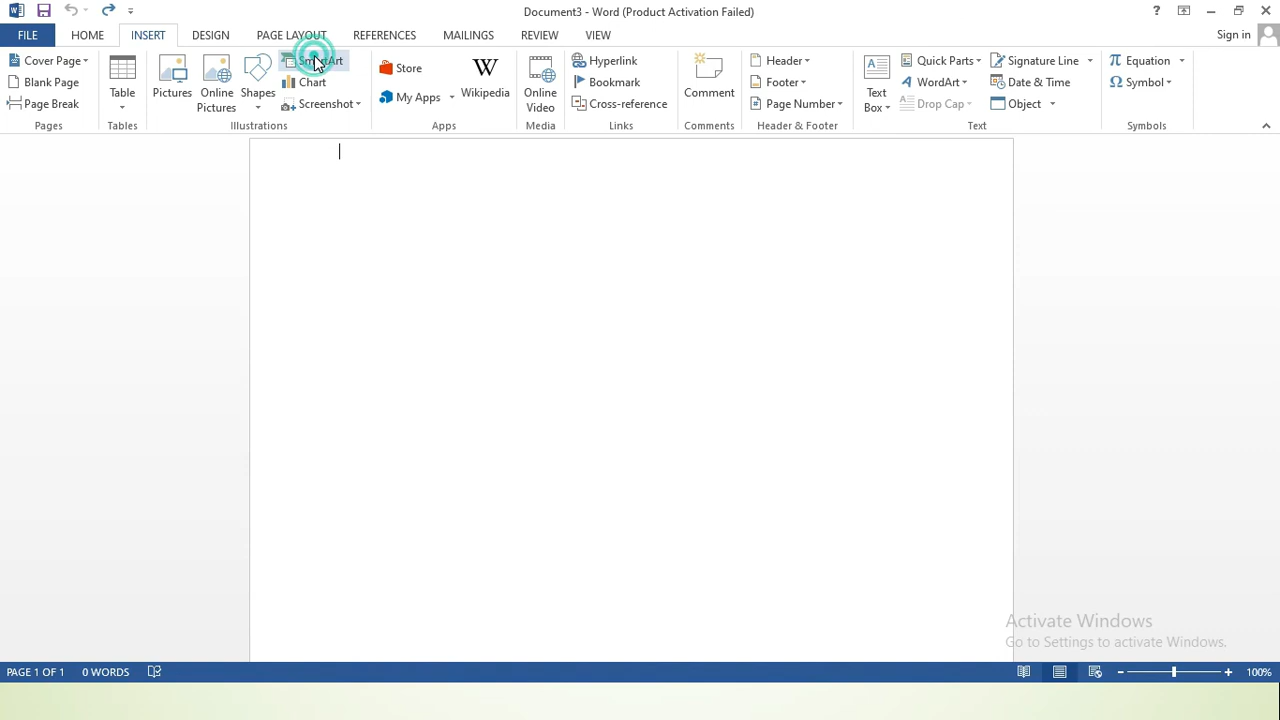 Document3 - Word (Product Activation Failed)
?
FILE HOME INSERT DESIGN PAGE LAYOUT REFERENCES MAILINGS REVIEW VIEW Sign in
Cover Page
Blank Page
Page Break
Pages
Table
Tables
Pictures
Online Pictures
Shapes
SmartArt
Chart
Screenshot
Illustrations
Store
My Apps
W
Wikipedia
Apps
Online Video
Media
Hyperlink
Bookmark
Cross-reference
Links
Comment
Comments
Header
Footer
Page Number
Header & Footer
Text Box
Quick Parts
WordArt
Drop Cap
Signature Line
Date & Time
Object
Text
π Equation
Ω Symbol
Symbols
Activate Windows
Go to Settings to activate Windows.
PAGE 1 OF 1 0 WORDS 100%